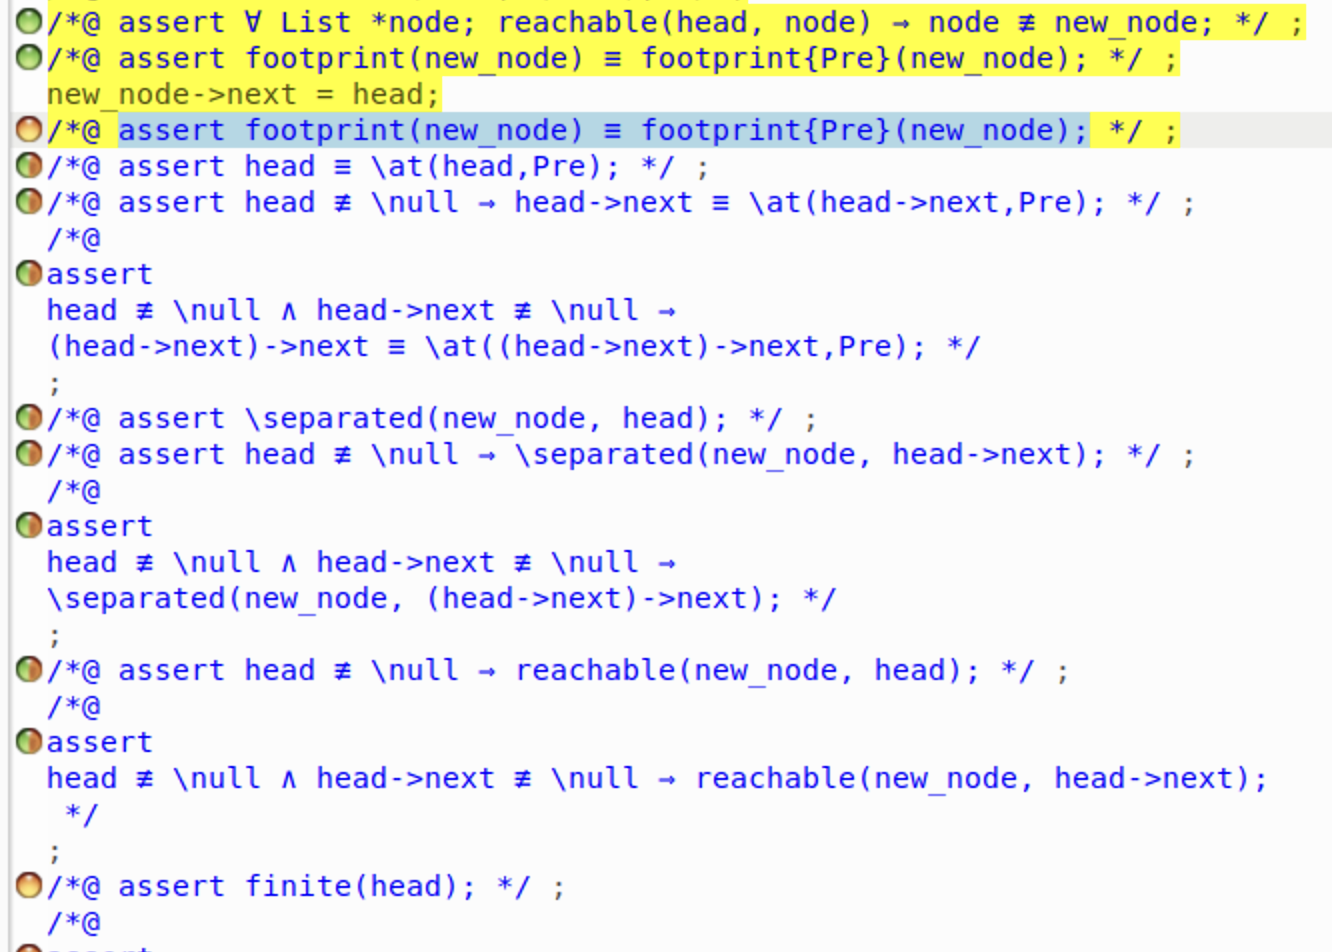 /*@ assert ∀ List *node; reachable(head, node) → node ≢ new_node; */ ;
/*@ assert footprint(new_node) ≡ footprint{Pre}(new_node); */ ;
new_node->next = head;
/*@ assert footprint(new_node) ≡ footprint{Pre}(new_node); */ ;
/*@ assert head ≡ \at(head,Pre); */ ;
/*@ assert head ≢ \null → head->next ≡ \at(head->next,Pre); */ ;
/*@
assert
head ≢ \null ∧ head->next ≢ \null →
(head->next)->next ≡ \at((head->next)->next,Pre); */
;
/*@ assert \separated(new_node, head); */ ;
/*@ assert head ≢ \null → \separated(new_node, head->next); */ ;
/*@
assert
head ≢ \null ∧ head->next ≢ \null →
\separated(new_node, (head->next)->next); */
;
/*@ assert head ≢ \null → reachable(new_node, head); */ ;
/*@
assert
head ≢ \null ∧ head->next ≢ \null → reachable(new_node, head->next);
*/
;
/*@ assert finite(head); */ ;
/*@